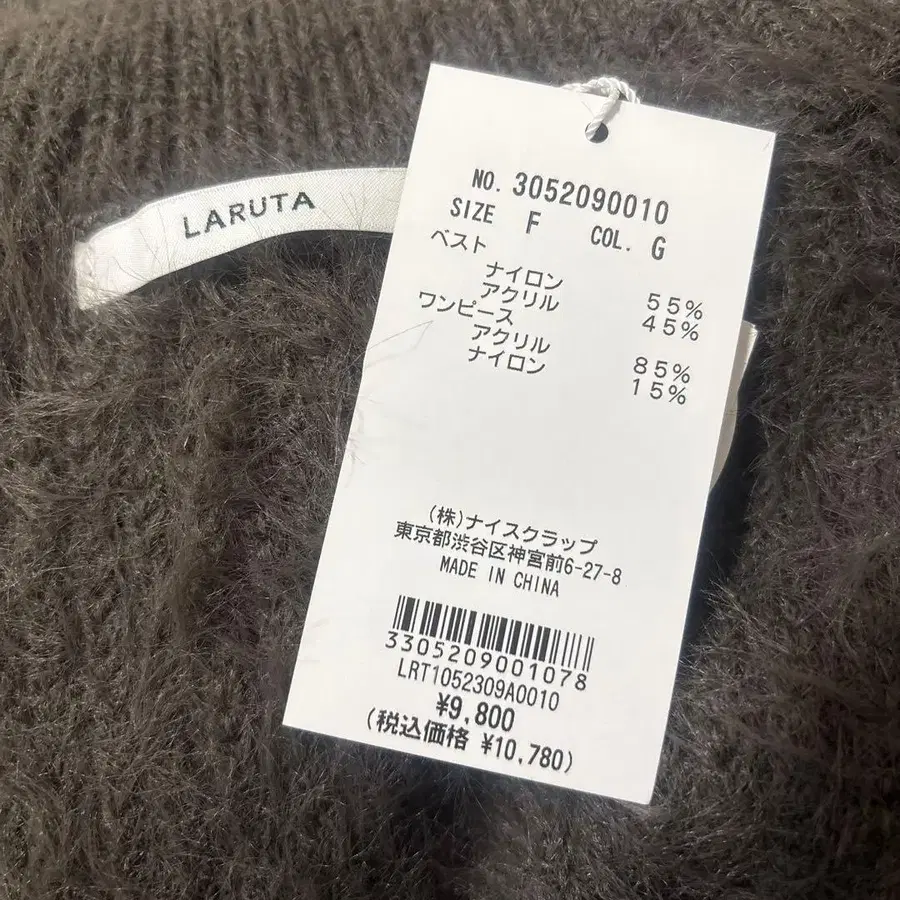 LARUTA
NO. 3052090010
SIZE F COL. G
ベスト
ナイロン 55%
アクリル 45%
ワンピース
アクリル 85%
ナイロン 15%
(株)ナイスクラップ
東京都渋谷区神宮前6-27-8
MADE IN CHINA
3305209001078
LRT1052309A0010
¥9,800
(税込価格 ¥10,780)